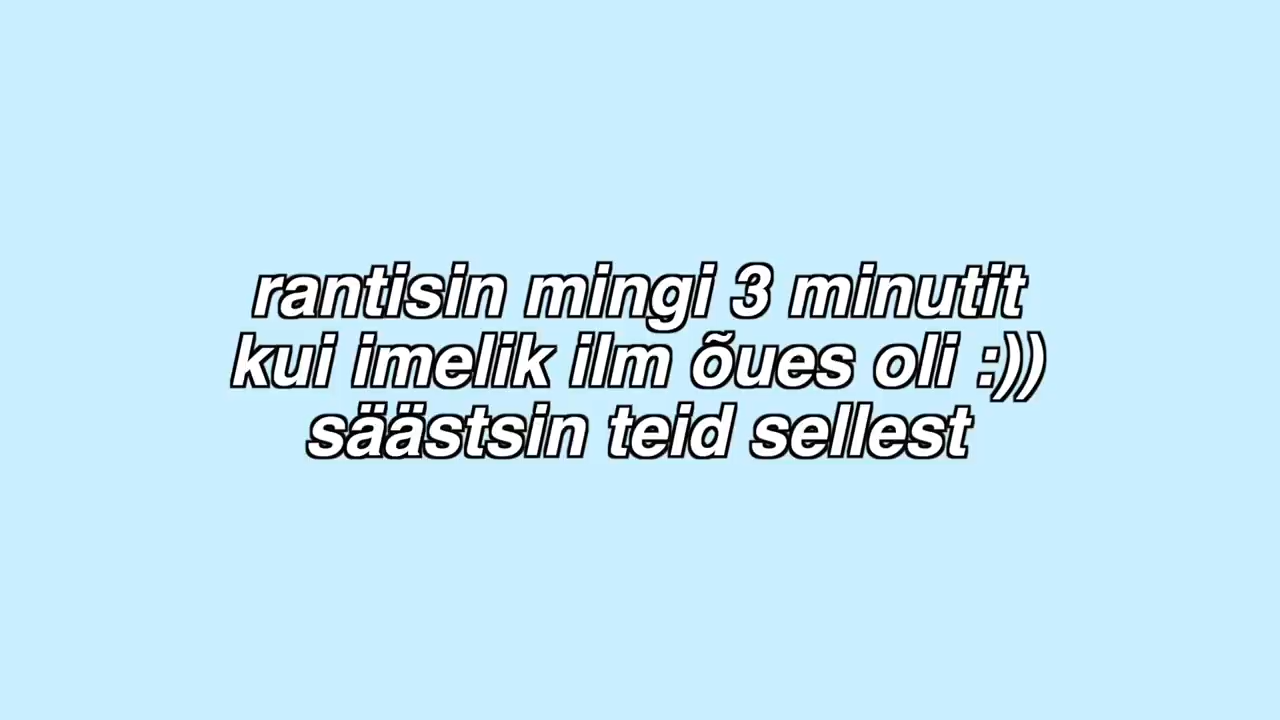 rantisin mingi 3 minutit
kui imelik ilm õues oli :))
säästsin teid sellest